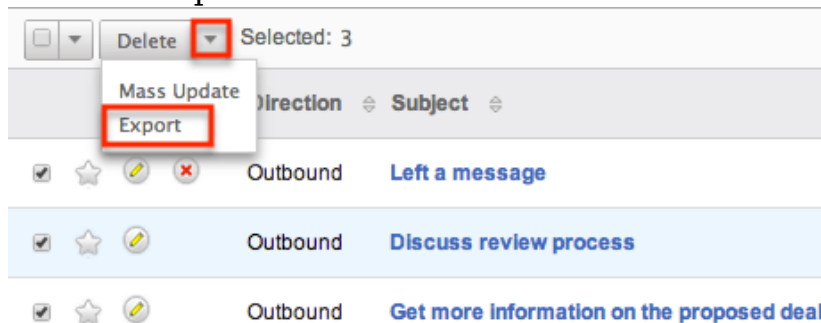 Delete Selected: 3
Mass Update
Direction Subject
Export
Outbound Left a message
Outbound Discuss review process
Outbound Get more information on the proposed deal